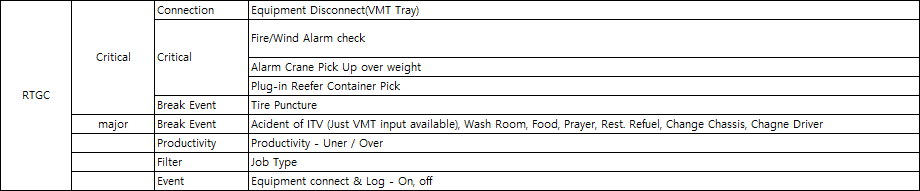 Connection Equipment Disconnect(VMT Tray)
RTGC Critical Critical Fire/Wind Alarm check
Alarm Crane Pick Up over weight
Plug-in Reefer Container Pick
Break Event Tire Puncture
major Break Event Acident of ITV (Just VMT input available), Wash Room, Food, Prayer, Rest. Refuel, Change Chassis, Chagne Driver
Productivity Productivity - Uner / Over
Filter Job Type
Event Equipment connect & Log - On, off